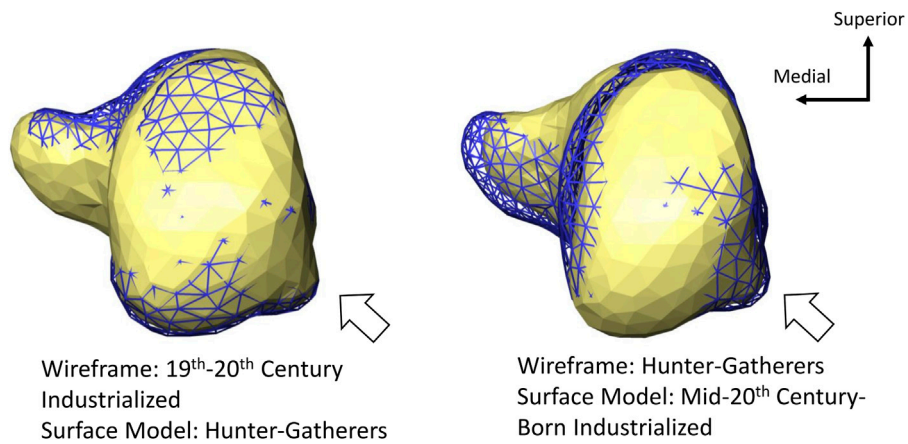 Superior
Medial
Wireframe: 19th-20th Century
Industrialized
Surface Model: Hunter-Gatherers
Wireframe: Hunter-Gatherers
Surface Model: Mid-20th Century-
Born Industrialized